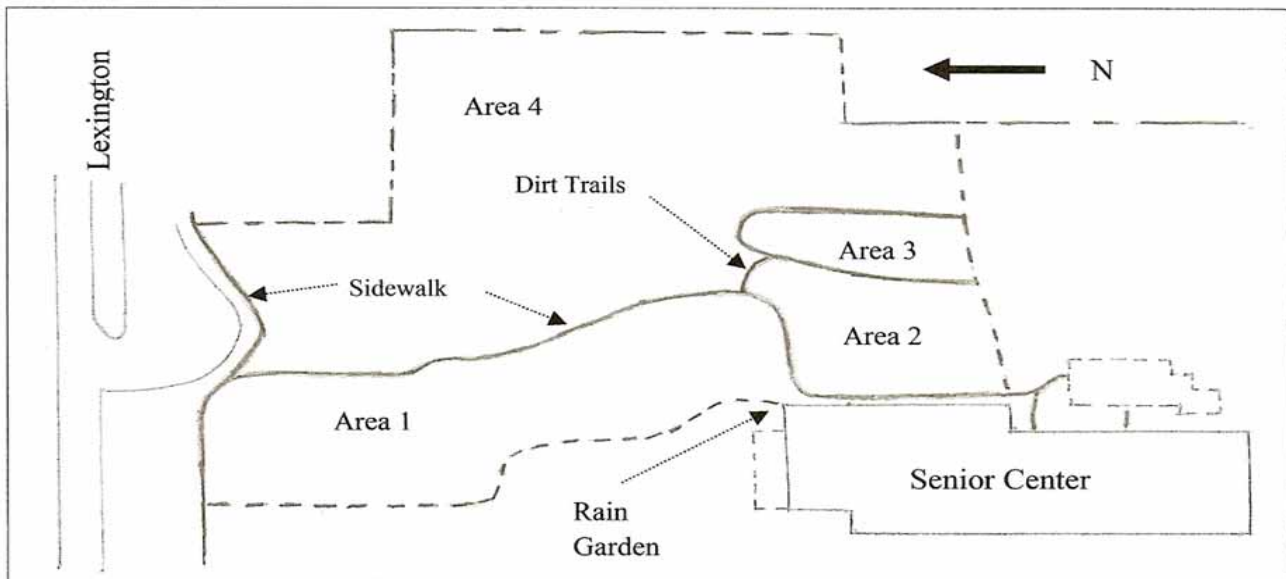 Lexington
N
Area 4
Dirt Trails
Area 3
Sidewalk
Area 2
Area 1
Senior Center
Rain
Garden